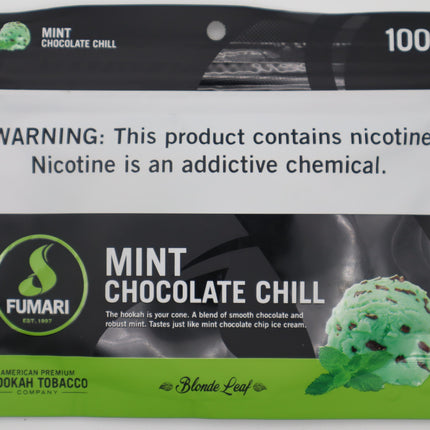 MINT
CHOCOLATE CHILL
100
WARNING: This product contains nicotine
Nicotine is an addictive chemical.
MINT
CHOCOLATE CHILL
The hookah is your cone. A blend of smooth chocolate and
robust mint. Tastes just like mint chocolate chip ice cream.
FUMARI
EST. 1997
AMERICAN PREMIUM
HOOKAH TOBACCO
COMPANY
Blonde Leaf